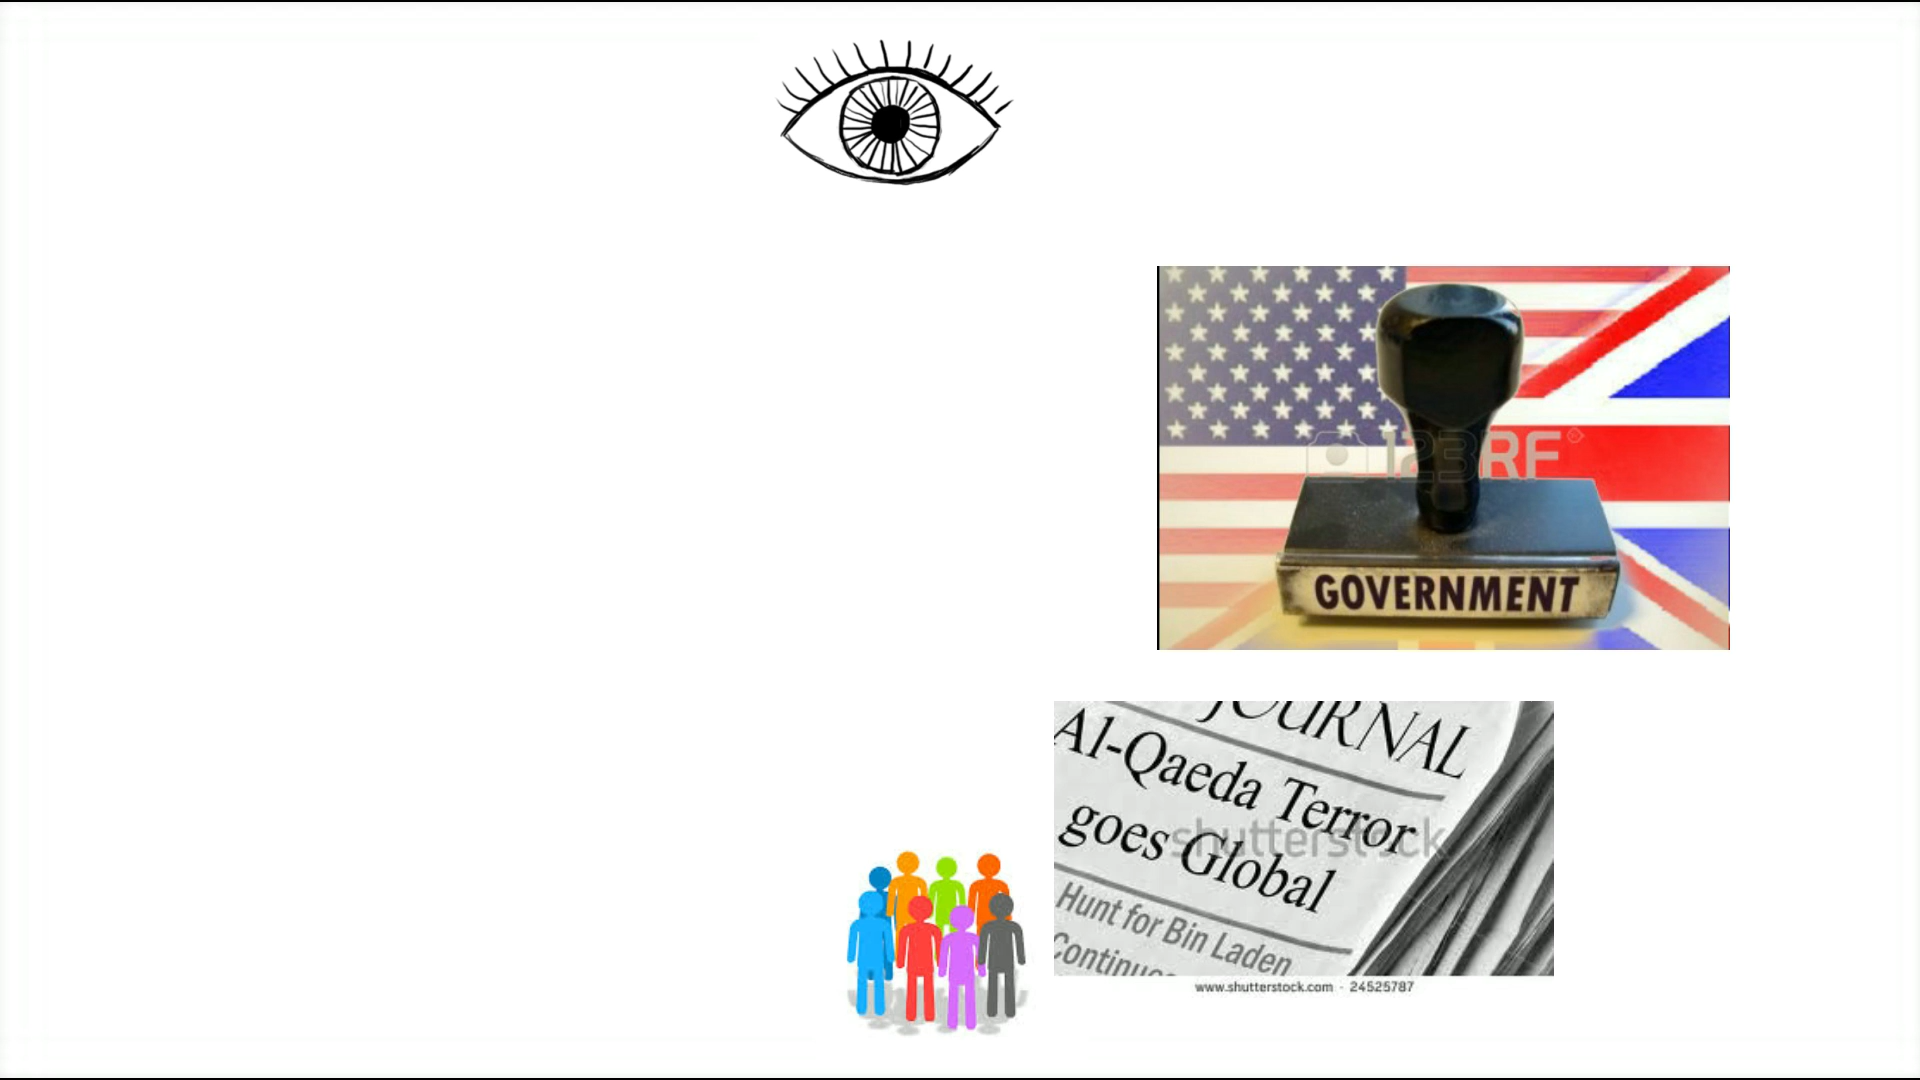 123RF
GOVERNMENT
JOURNAL
Al-Qaeda Terror
goes Global
shutterstock
Hunt for Bin Laden
www.shutterstock.com · 24525787